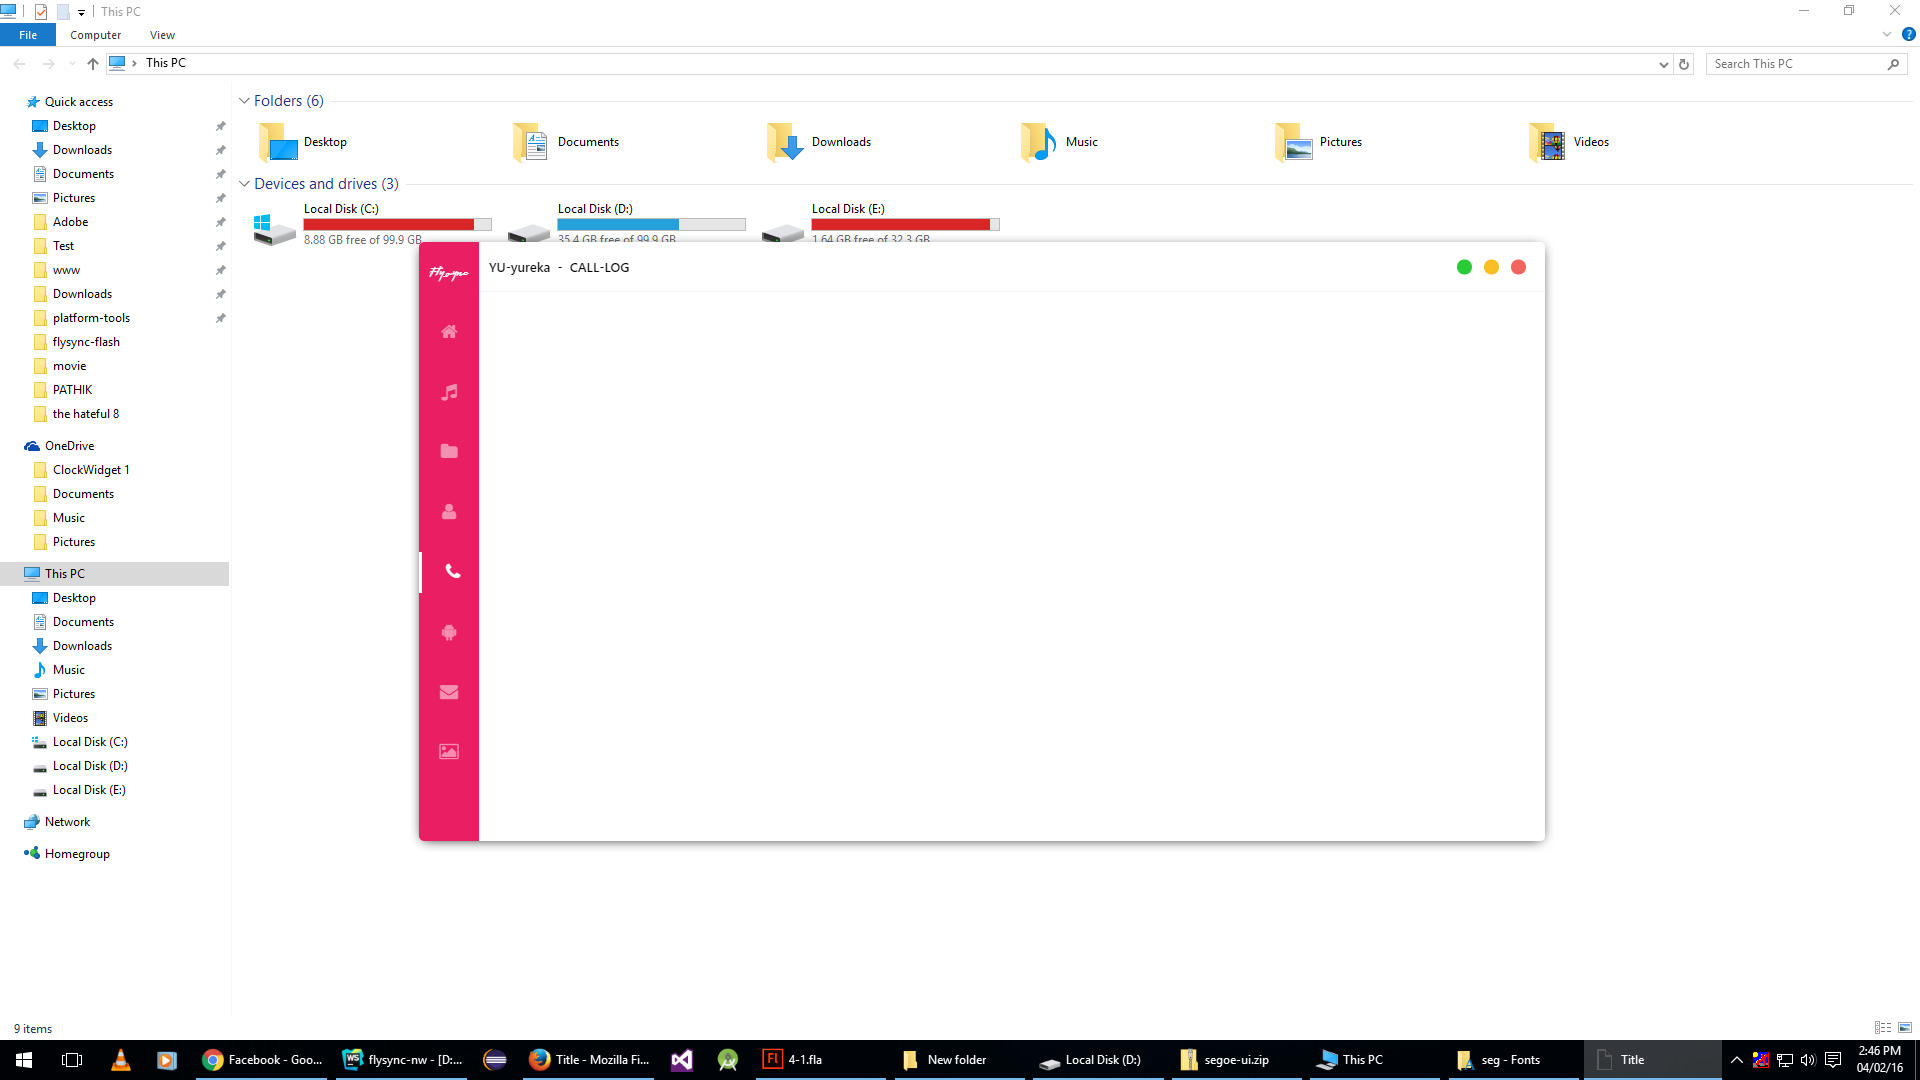 This PC
File Computer View
This PC
Search This PC
Quick access
Desktop
Downloads
Documents
Pictures
Adobe
Test
www
Downloads
platform-tools
flysync-flash
movie
PATHIK
the hateful 8
OneDrive
ClockWidget 1
Documents
Music
Pictures
This PC
Desktop
Documents
Downloads
Music
Pictures
Videos
Local Disk (C:)
Local Disk (D:)
Local Disk (E:)
Network
Homegroup
Folders (6)
Desktop Documents Downloads Music Pictures Videos
Devices and drives (3)
Local Disk (C:) Local Disk (D:) Local Disk (E:)
8.88 GB free of 99.9 GB 35.4 GB free of 99.9 GB 1.64 GB free of 32.3 GB
Flysync
YU-yureka - CALL-LOG
9 items
Facebook - Goo... WS flysync-nw - [D:... Title - Mozilla Fi... Fl 4-1.fla New folder Local Disk (D:) segoe-ui.zip This PC seg - Fonts Title
2:46 PM
04/02/16